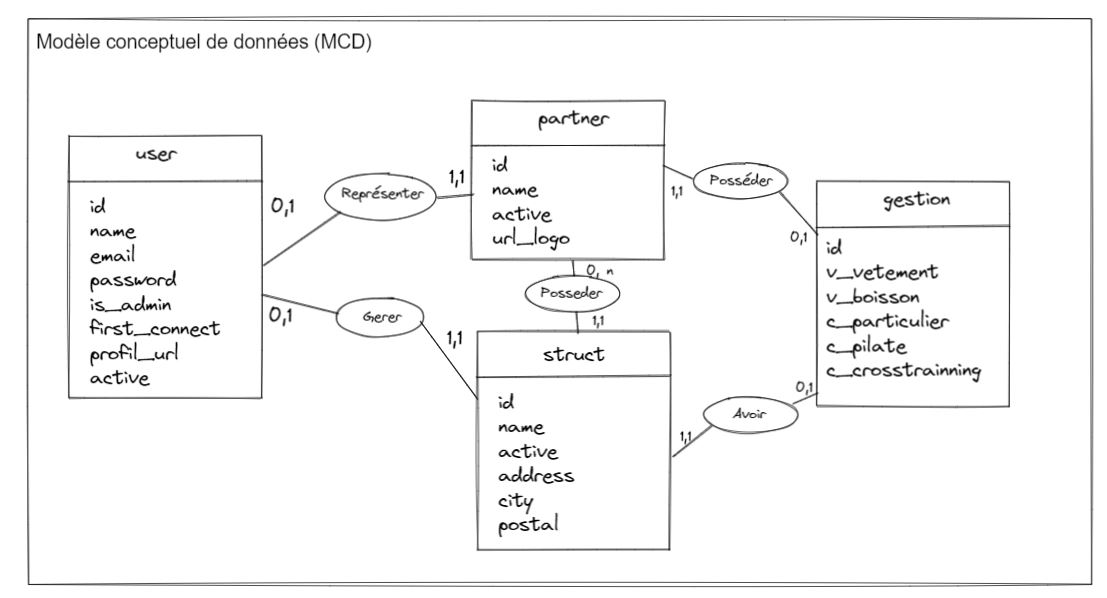 Modèle conceptuel de données (MCD)
user
id
name
email
password
is_admin
first_connect
profil_url
active
0,1
Représenter
1,1
partner
id
name
active
url_logo
1,1
Posséder
0,1
gestion
id
v_vetement
v_boisson
c_particulier
c_pilate
c_crosstrainning
0, n
Posseder
1,1
0,1
Gerer
1,1
struct
id
name
active
address
city
postal
1,1
Avoir
0,1